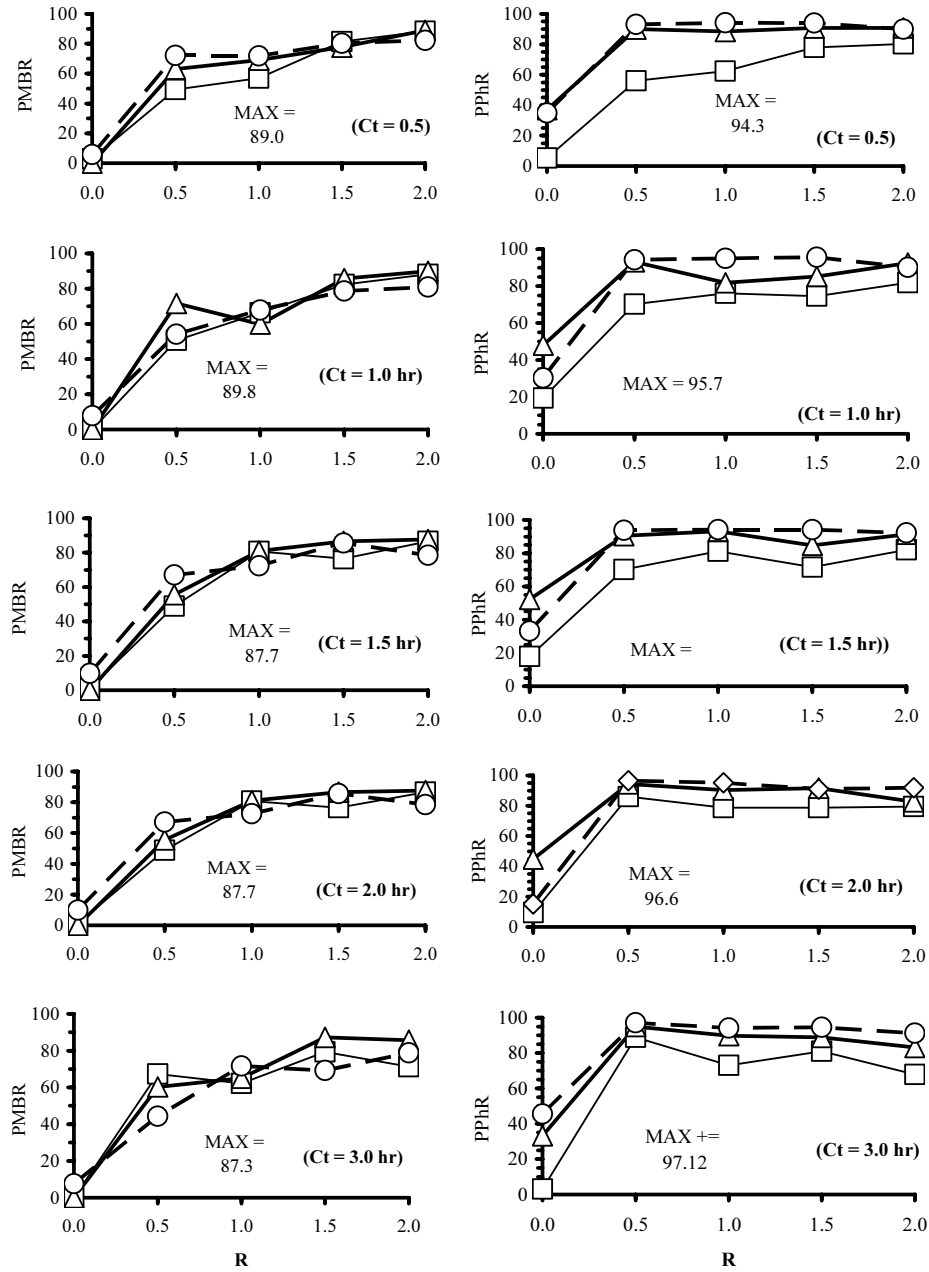 100
80
60
40
20
0
PMBR
MAX =
89.0
(Ct = 0.5)
0.0 0.5 1.0 1.5 2.0
100
80
60
40
20
0
PPhR
MAX =
94.3
(Ct = 0.5)
0.0 0.5 1.0 1.5 2.0
100
80
60
40
20
0
PMBR
MAX =
89.8
(Ct = 1.0 hr)
0.0 0.5 1.0 1.5 2.0
100
80
60
40
20
0
PPhR
MAX = 95.7
(Ct = 1.0 hr)
0.0 0.5 1.0 1.5 2.0
100
80
60
40
20
0
PMBR
MAX =
87.7
(Ct = 1.5 hr)
0.0 0.5 1.0 1.5 2.0
100
80
60
40
20
0
PPhR
MAX =
(Ct = 1.5 hr))
0.0 0.5 1.0 1.5 2.0
100
80
60
40
20
0
PMBR
MAX =
87.7
(Ct = 2.0 hr)
0.0 0.5 1.0 1.5 2.0
100
80
60
40
20
0
PPhR
MAX =
96.6
(Ct = 2.0 hr)
0.0 0.5 1.0 1.5 2.0
100
80
60
40
20
0
PMBR
MAX =
87.3
(Ct = 3.0 hr)
0.0 0.5 1.0 1.5 2.0
R
100
80
60
40
20
0
PPhR
MAX +=
97.12
(Ct = 3.0 hr)
0.0 0.5 1.0 1.5 2.0
R